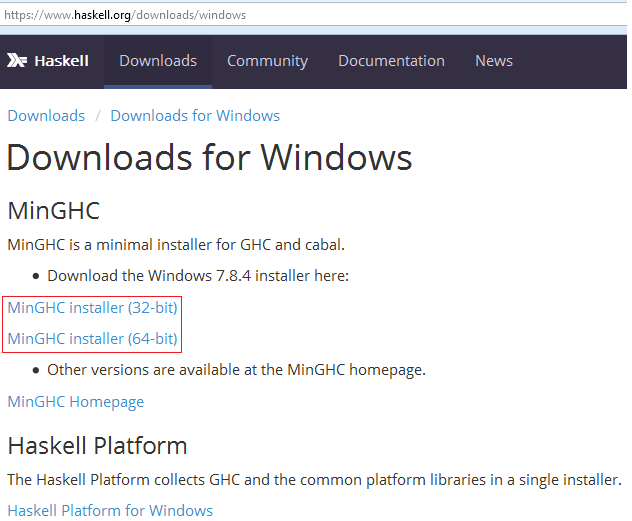 https://www.haskell.org/downloads/windows
Haskell Downloads Community Documentation News
Downloads / Downloads for Windows
Downloads for Windows
MinGHC
MinGHC is a minimal installer for GHC and cabal.
• Download the Windows 7.8.4 installer here:
MinGHC installer (32-bit)
MinGHC installer (64-bit)
• Other versions are available at the MinGHC homepage.
MinGHC Homepage
Haskell Platform
The Haskell Platform collects GHC and the common platform libraries in a single installer.
Haskell Platform for Windows